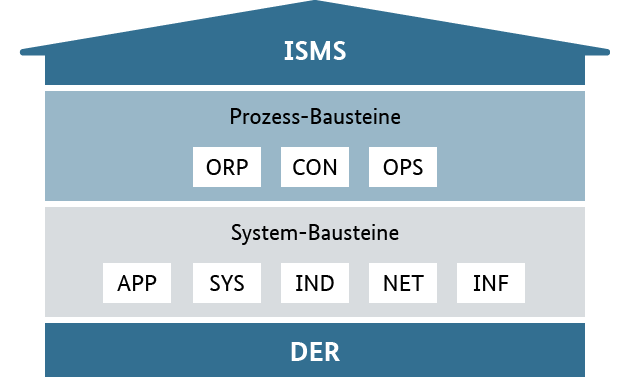 ISMS
Prozess-Bausteine
ORP CON OPS
System-Bausteine
APP SYS IND NET INF
DER